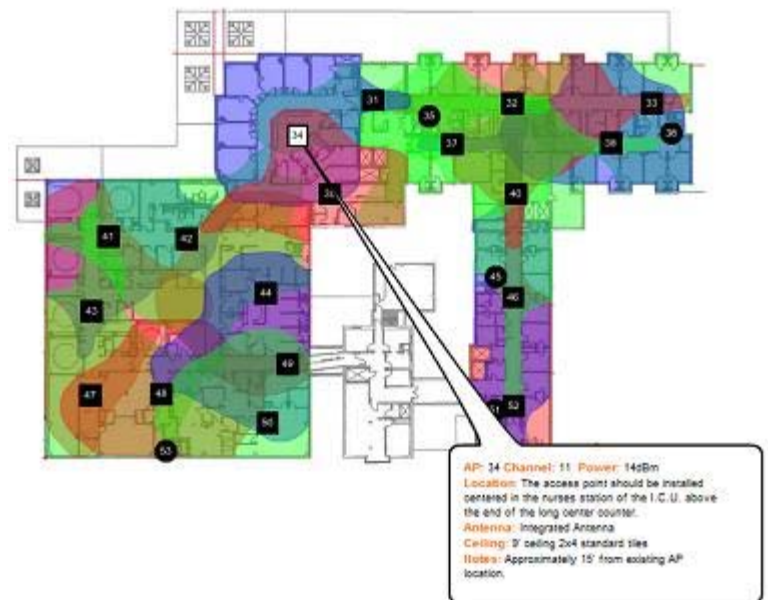 31
32
33
35
34
37
38
36
40
41
42
45
44
46
43
49
47
48
52
51
53
AP: 34 Channel: 11 Power: 14dBm
Location: The access point should be installed
centered in the nurses station of the I.C.U. above
the end of the long center counter.
Antenna: Integrated Antenna
Ceiling: 9' ceiling 2x4 standard tiles
Notes: Approximately 15' from existing AP
location.